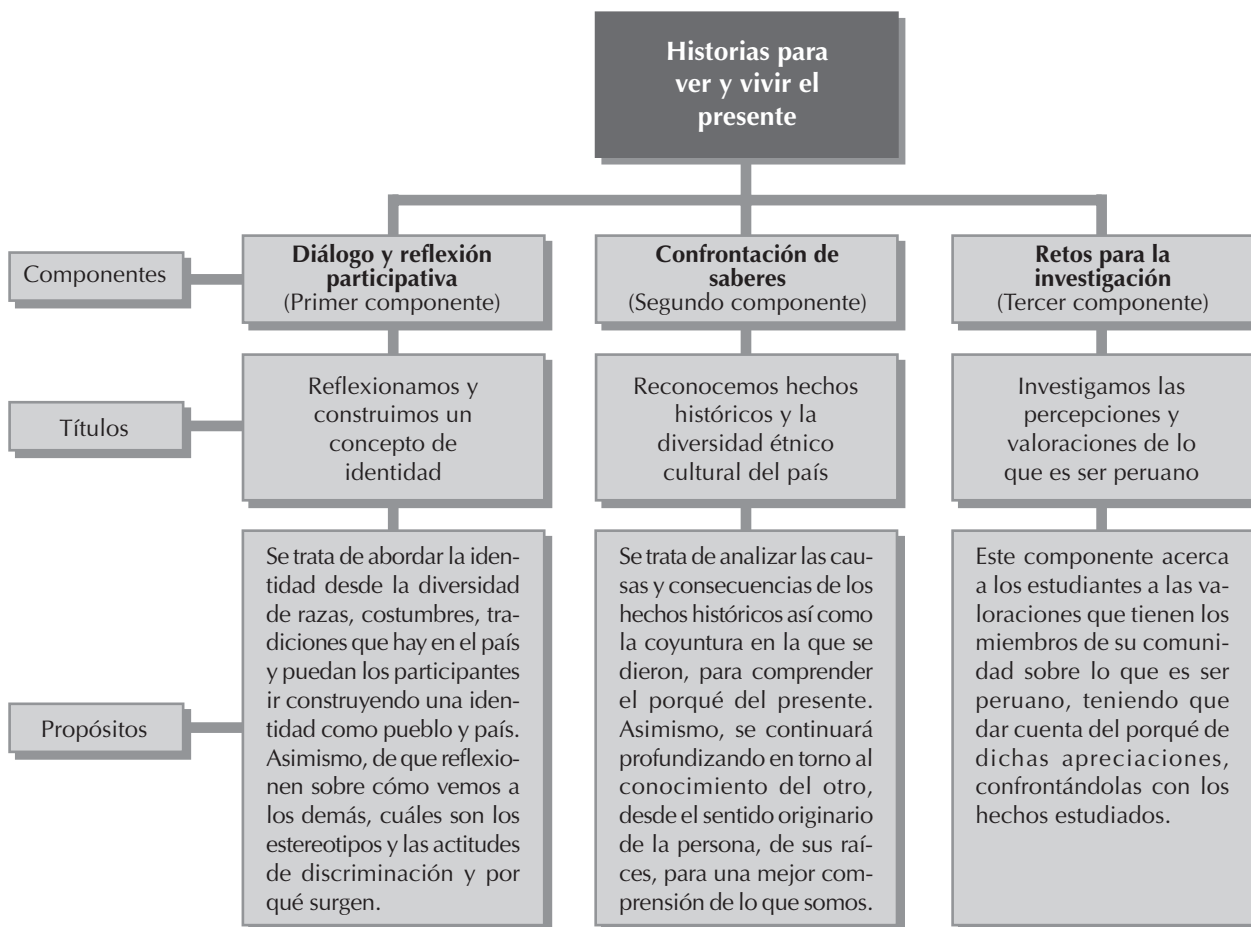 Historias para
ver y vivir el
presente
Componentes
Diálogo y reflexión
participativa
(Primer componente)
Confrontación de
saberes
(Segundo componente)
Retos para la
investigación
(Tercer componente)
Títulos
Reflexionamos y
construimos un
concepto de
identidad
Reconocemos hechos
históricos y la
diversidad étnico
cultural del país
Investigamos las
percepciones y
valoraciones de lo
que es ser peruano
Propósitos
Se trata de abordar la iden-
tidad desde la diversidad
de razas, costumbres, tra-
diciones que hay en el país
y puedan los participantes
ir construyendo una iden-
tidad como pueblo y país.
Asimismo, de que reflexio-
nen sobre cómo vemos a
los demás, cuáles son los
estereotipos y las actitudes
de discriminación y por
qué surgen.
Se trata de analizar las cau-
sas y consecuencias de los
hechos históricos así como
la coyuntura en la que se
dieron, para comprender
el porqué del presente.
Asimismo, se continuará
profundizando en torno al
conocimiento del otro,
desde el sentido originario
de la persona, de sus raí-
ces, para una mejor com-
prensión de lo que somos.
Este componente acerca
a los estudiantes a las va-
loraciones que tienen los
miembros de su comuni-
dad sobre lo que es ser
peruano, teniendo que
dar cuenta del porqué de
dichas apreciaciones,
confrontándolas con los
hechos estudiados.